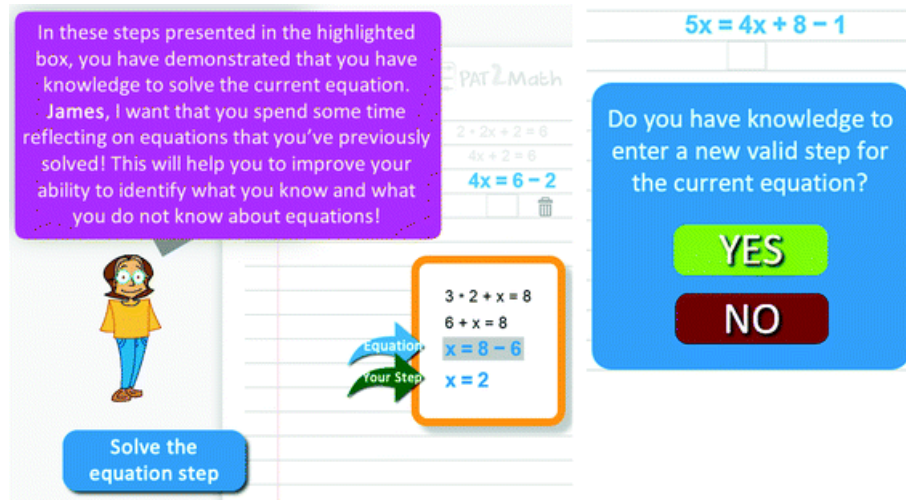 In these steps presented in the highlighted
box, you have demonstrated that you have
knowledge to solve the current equation.
James, I want that you spend some time
reflecting on equations that you've previously
solved! This will help you to improve your
ability to identify what you know and what
you do not know about equations!
PAT2Math
2 • 2x + 2 = 6
4x + 2 = 6
4x = 6 − 2
3 • 2 + x = 8
6 + x = 8
Equation
x = 8 − 6
Your Step
x = 2
Solve the
equation step
5x = 4x + 8 − 1
Do you have knowledge to
enter a new valid step for
the current equation?
YES
NO